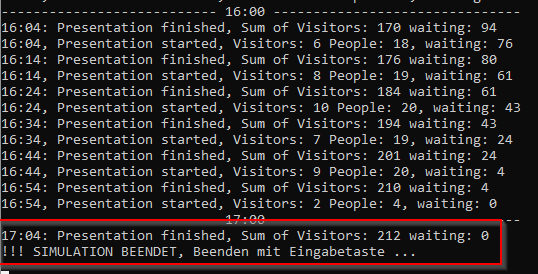 --------------------------- 16:00 -------------------------------
16:04: Presentation finished, Sum of Visitors: 170 waiting: 94
16:04, Presentation started, Visitors: 6 People: 18, waiting: 76
16:14: Presentation finished, Sum of Visitors: 176 waiting: 80
16:14, Presentation started, Visitors: 8 People: 19, waiting: 61
16:24: Presentation finished, Sum of Visitors: 184 waiting: 61
16:24, Presentation started, Visitors: 10 People: 20, waiting: 43
16:34: Presentation finished, Sum of Visitors: 194 waiting: 43
16:34, Presentation started, Visitors: 7 People: 19, waiting: 24
16:44: Presentation finished, Sum of Visitors: 201 waiting: 24
16:44, Presentation started, Visitors: 9 People: 20, waiting: 4
16:54: Presentation finished, Sum of Visitors: 210 waiting: 4
16:54, Presentation started, Visitors: 2 People: 4, waiting: 0
17:00 ---
17:04: Presentation finished, Sum of Visitors: 212 waiting: 0
!!! SIMULATION BEENDET, Beenden mit Eingabetaste ...